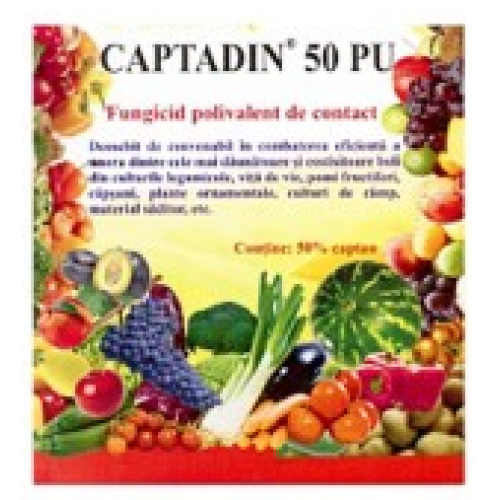 CAPTADIN® 50 PU
Fungicid polivalent de contact
Deosebit de convenabil în combaterea eficientă a
unora dintre cele mai dăunătoare și costisitoare boli
din culturile legumicole, viță de vie, pomi fructiferi,
căpșuni, plante ornamentale, culturi de câmp,
material săditor, etc.
Conține: 50% captan